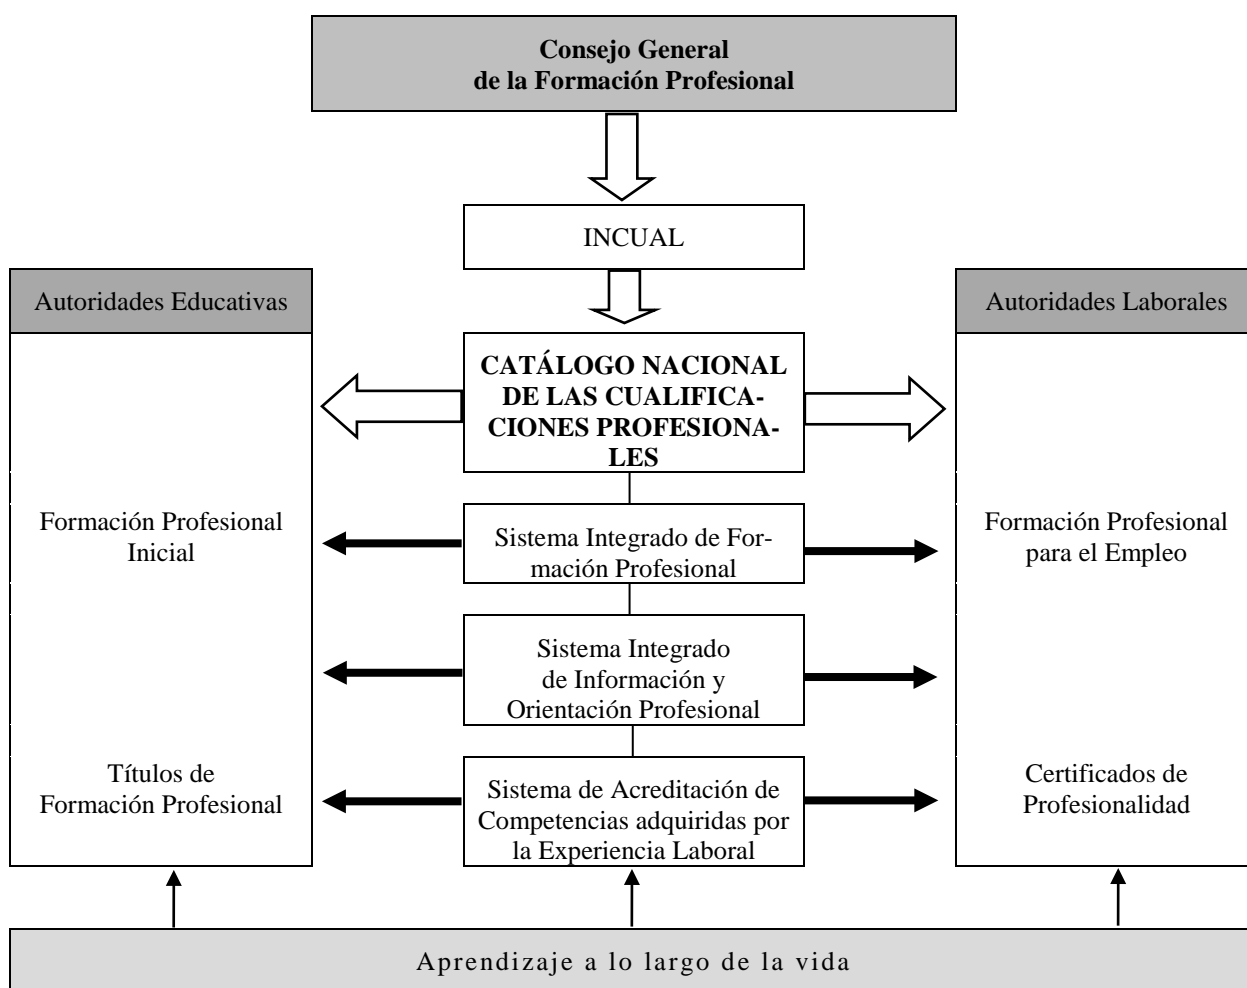 Consejo General
de la Formación Profesional
INCUAL
Autoridades Educativas
Autoridades Laborales
CATÁLOGO NACIONAL
DE LAS CUALIFICA-
CIONES PROFESIONA-
LES
Formación Profesional
Inicial
Sistema Integrado de For-
mación Profesional
Formación Profesional
para el Empleo
Sistema Integrado
de Información y
Orientación Profesional
Títulos de
Formación Profesional
Sistema de Acreditación de
Competencias adquiridas por
la Experiencia Laboral
Certificados de
Profesionalidad
Aprendizaje a lo largo de la vida